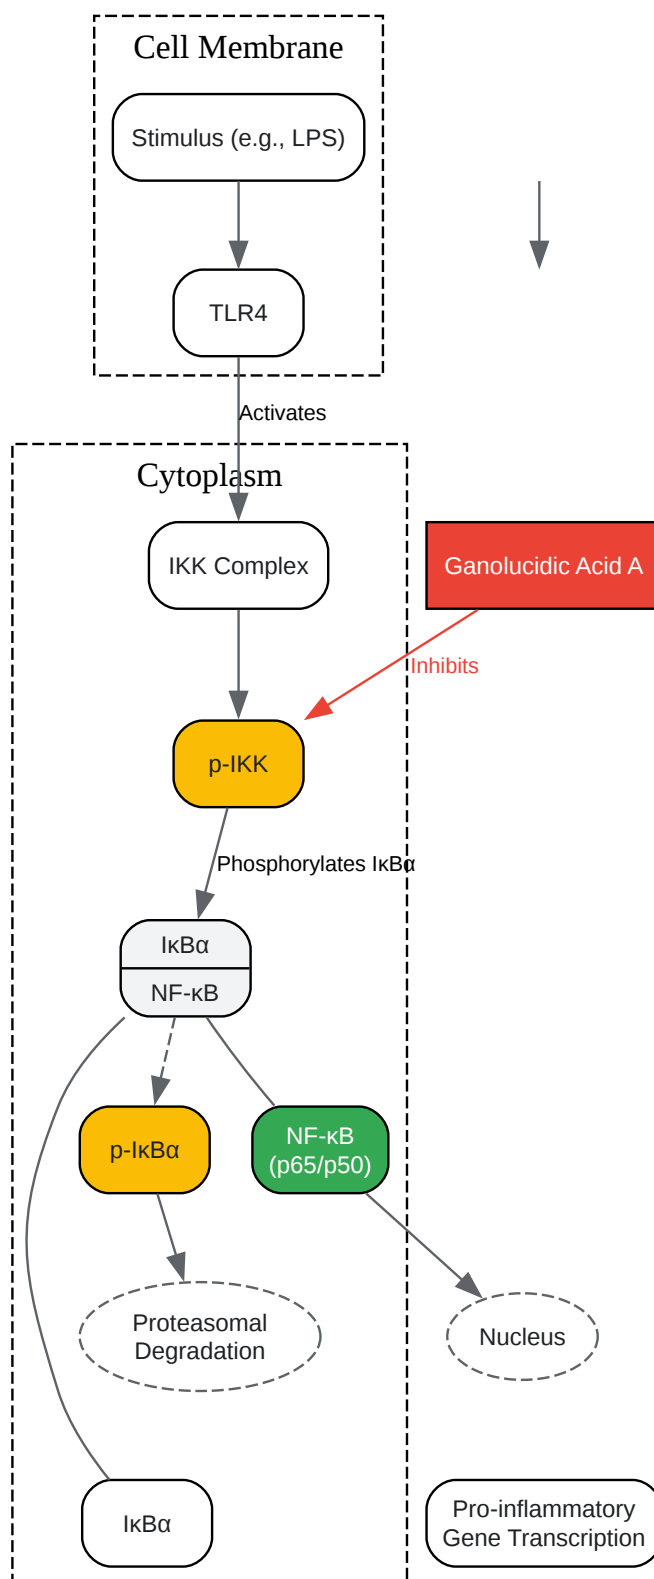 Cell Membrane
Stimulus (e.g., LPS)
TLR4
Activates
Cytoplasm
IKK Complex
Ganolucidic Acid A
Inhibits
p-IKK
Phosphorylates IκBα
IκBα
NF-κB
p-IκBα
NF-κB
(p65/p50)
Proteasomal
Degradation
Nucleus
IκBα
Pro-inflammatory
Gene Transcription